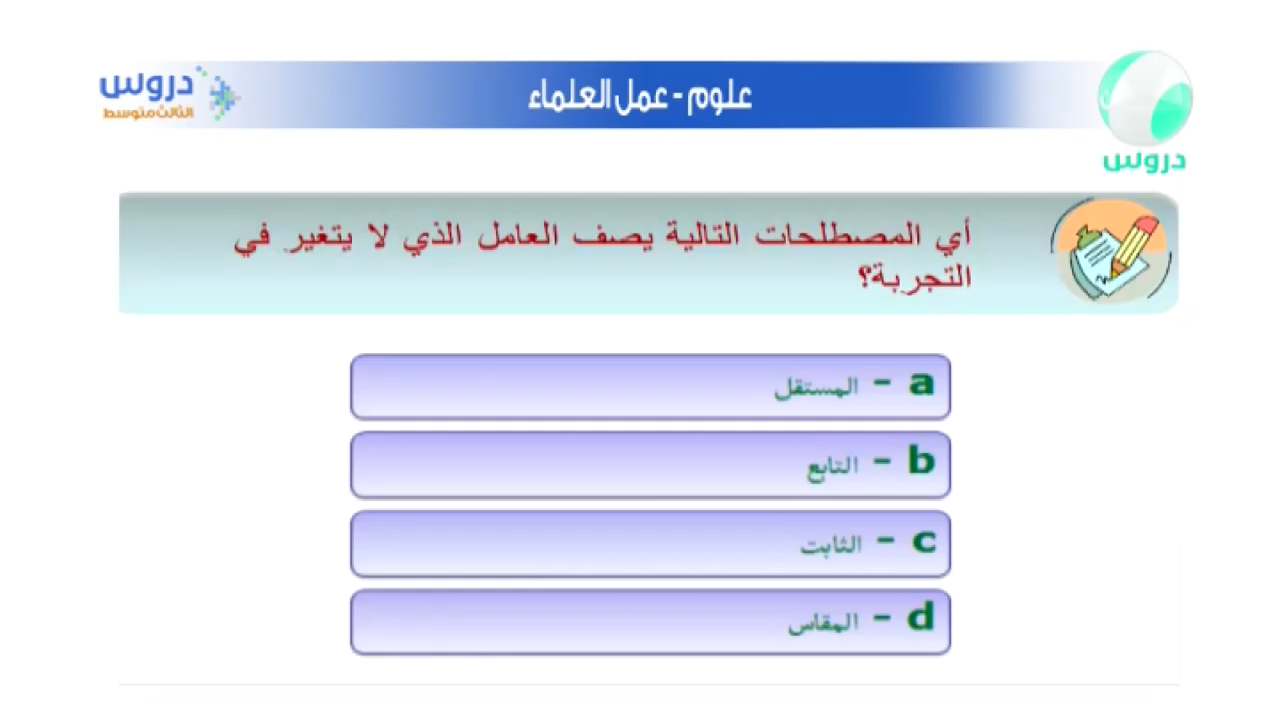 دروس
الثالث متوسط
علوم - عمل العلماء
دروس
أي المصطلحات التالية يصف العامل الذي لا يتغير في
التجربة؟
a - المستقل
b - التابع
c - الثابت
d - المقاس